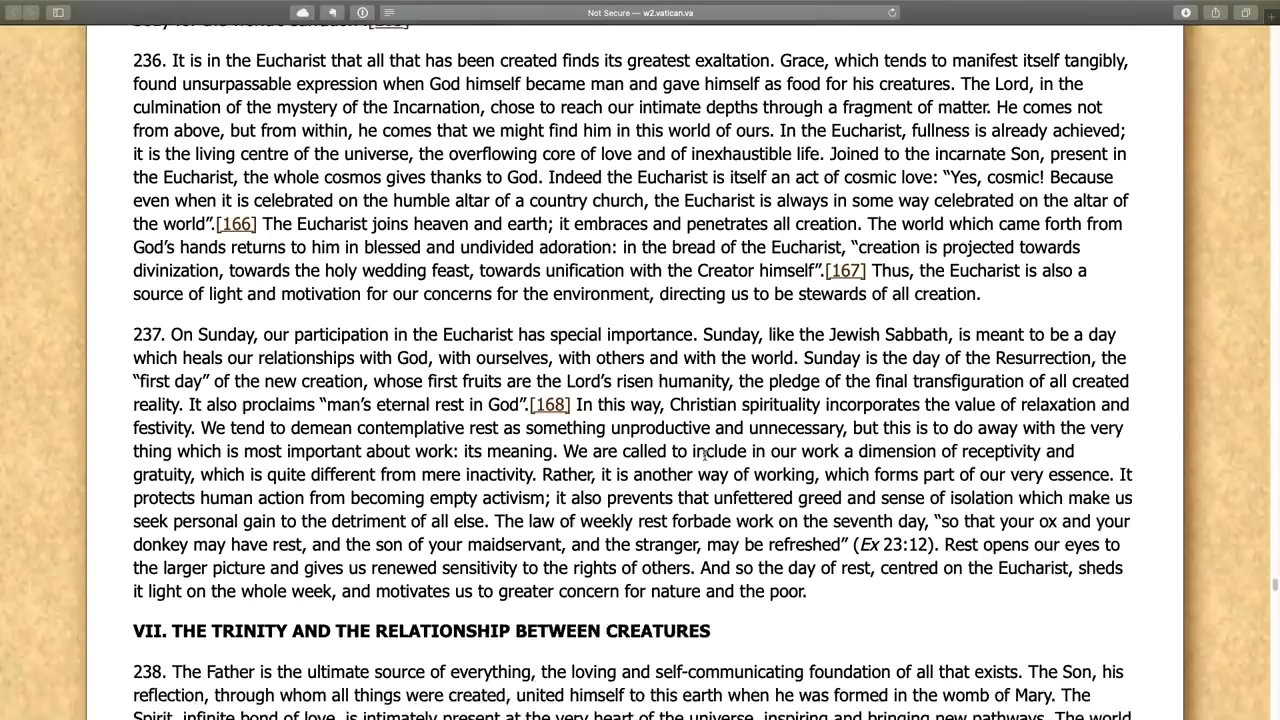 Not Secure — w2.vatican.va
236. It is in the Eucharist that all that has been created finds its greatest exaltation. Grace, which tends to manifest itself tangibly,
found unsurpassable expression when God himself became man and gave himself as food for his creatures. The Lord, in the
culmination of the mystery of the Incarnation, chose to reach our intimate depths through a fragment of matter. He comes not
from above, but from within, he comes that we might find him in this world of ours. In the Eucharist, fullness is already achieved;
it is the living centre of the universe, the overflowing core of love and of inexhaustible life. Joined to the incarnate Son, present in
the Eucharist, the whole cosmos gives thanks to God. Indeed the Eucharist is itself an act of cosmic love: “Yes, cosmic! Because
even when it is celebrated on the humble altar of a country church, the Eucharist is always in some way celebrated on the altar of
the world”.[166] The Eucharist joins heaven and earth; it embraces and penetrates all creation. The world which came forth from
God’s hands returns to him in blessed and undivided adoration: in the bread of the Eucharist, “creation is projected towards
divinization, towards the holy wedding feast, towards unification with the Creator himself”.[167] Thus, the Eucharist is also a
source of light and motivation for our concerns for the environment, directing us to be stewards of all creation.
237. On Sunday, our participation in the Eucharist has special importance. Sunday, like the Jewish Sabbath, is meant to be a day
which heals our relationships with God, with ourselves, with others and with the world. Sunday is the day of the Resurrection, the
“first day” of the new creation, whose first fruits are the Lord’s risen humanity, the pledge of the final transfiguration of all created
reality. It also proclaims “man’s eternal rest in God”.[168] In this way, Christian spirituality incorporates the value of relaxation and
festivity. We tend to demean contemplative rest as something unproductive and unnecessary, but this is to do away with the very
thing which is most important about work: its meaning. We are called to include in our work a dimension of receptivity and
gratuity, which is quite different from mere inactivity. Rather, it is another way of working, which forms part of our very essence. It
protects human action from becoming empty activism; it also prevents that unfettered greed and sense of isolation which make us
seek personal gain to the detriment of all else. The law of weekly rest forbade work on the seventh day, “so that your ox and your
donkey may have rest, and the son of your maidservant, and the stranger, may be refreshed” (Ex 23:12). Rest opens our eyes to
the larger picture and gives us renewed sensitivity to the rights of others. And so the day of rest, centred on the Eucharist, sheds
it light on the whole week, and motivates us to greater concern for nature and the poor.
VII. THE TRINITY AND THE RELATIONSHIP BETWEEN CREATURES
238. The Father is the ultimate source of everything, the loving and self-communicating foundation of all that exists. The Son, his
reflection, through whom all things were created, united himself to this earth when he was formed in the womb of Mary. The
Spirit, infinite bond of love, is intimately present at the very heart of the universe, inspiring and bringing new pathways. The world